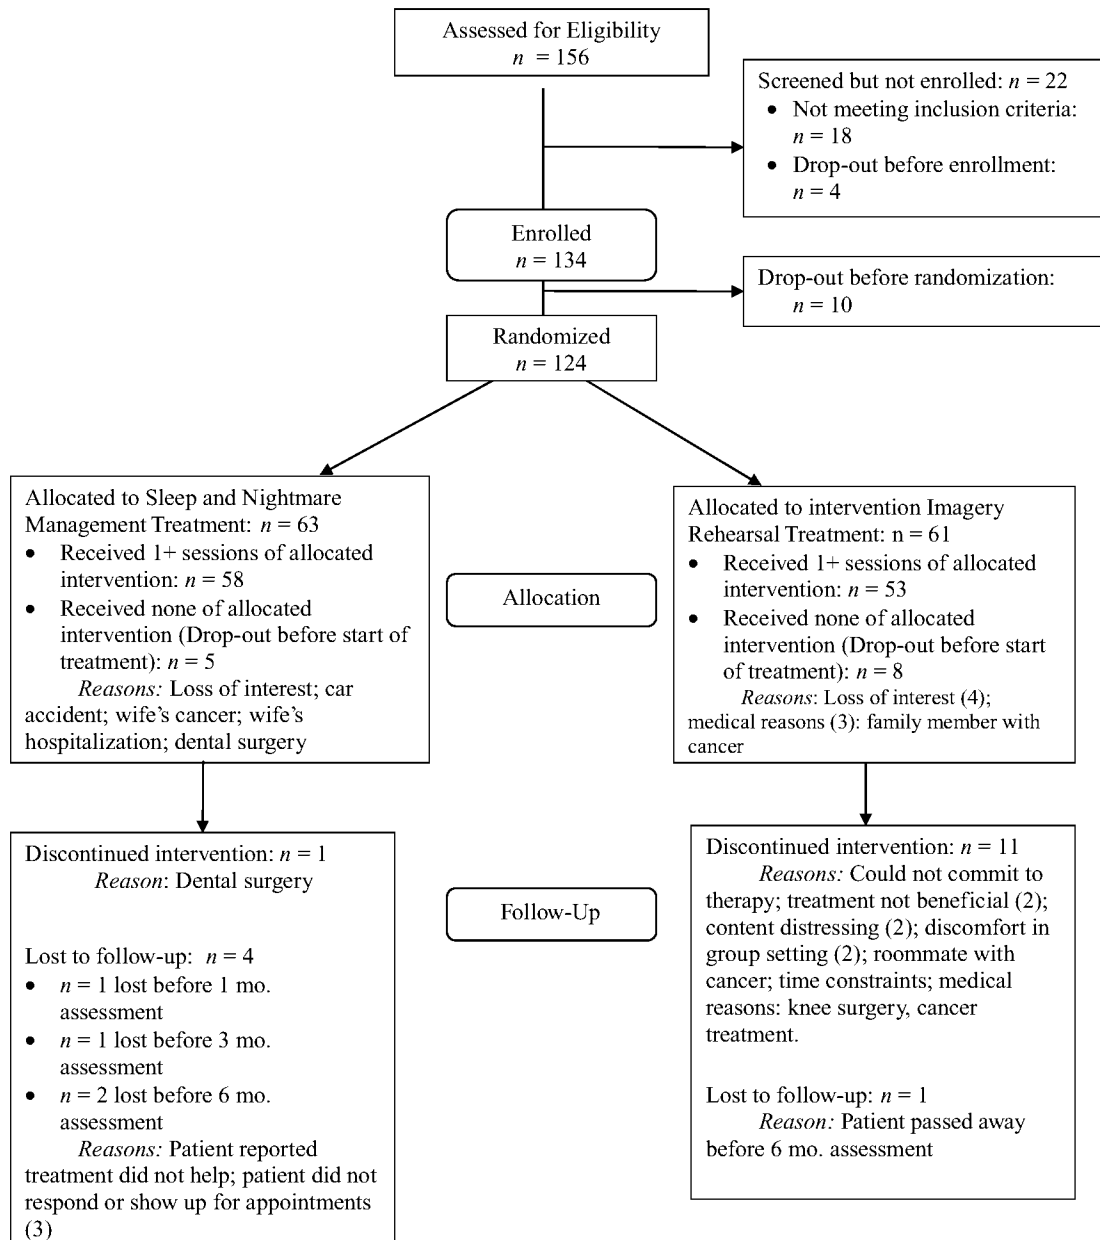 Assessed for Eligibility
n = 156
Screened but not enrolled: n = 22
• Not meeting inclusion criteria:
n = 18
• Drop-out before enrollment:
n = 4
Enrolled
n = 134
Drop-out before randomization:
n = 10
Randomized
n = 124
Allocated to Sleep and Nightmare
Management Treatment: n = 63
• Received 1+ sessions of allocated
intervention: n = 58
• Received none of allocated
intervention (Drop-out before start of
treatment): n = 5
Reasons: Loss of interest; car
accident; wife's cancer; wife's
hospitalization; dental surgery
Allocation
Allocated to intervention Imagery
Rehearsal Treatment: n = 61
• Received 1+ sessions of allocated
intervention: n = 53
• Received none of allocated
intervention (Drop-out before start
of treatment): n = 8
Reasons: Loss of interest (4);
medical reasons (3): family member with
cancer
Discontinued intervention: n = 1
Reason: Dental surgery
Lost to follow-up: n = 4
• n = 1 lost before 1 mo.
assessment
• n = 1 lost before 3 mo.
assessment
• n = 2 lost before 6 mo.
assessment
Reasons: Patient reported
treatment did not help; patient did not
respond or show up for appointments
(3)
Follow-Up
Discontinued intervention: n = 11
Reasons: Could not commit to
therapy; treatment not beneficial (2);
content distressing (2); discomfort in
group setting (2); roommate with
cancer; time constraints; medical
reasons: knee surgery, cancer
treatment.
Lost to follow-up: n = 1
Reason: Patient passed away
before 6 mo. assessment